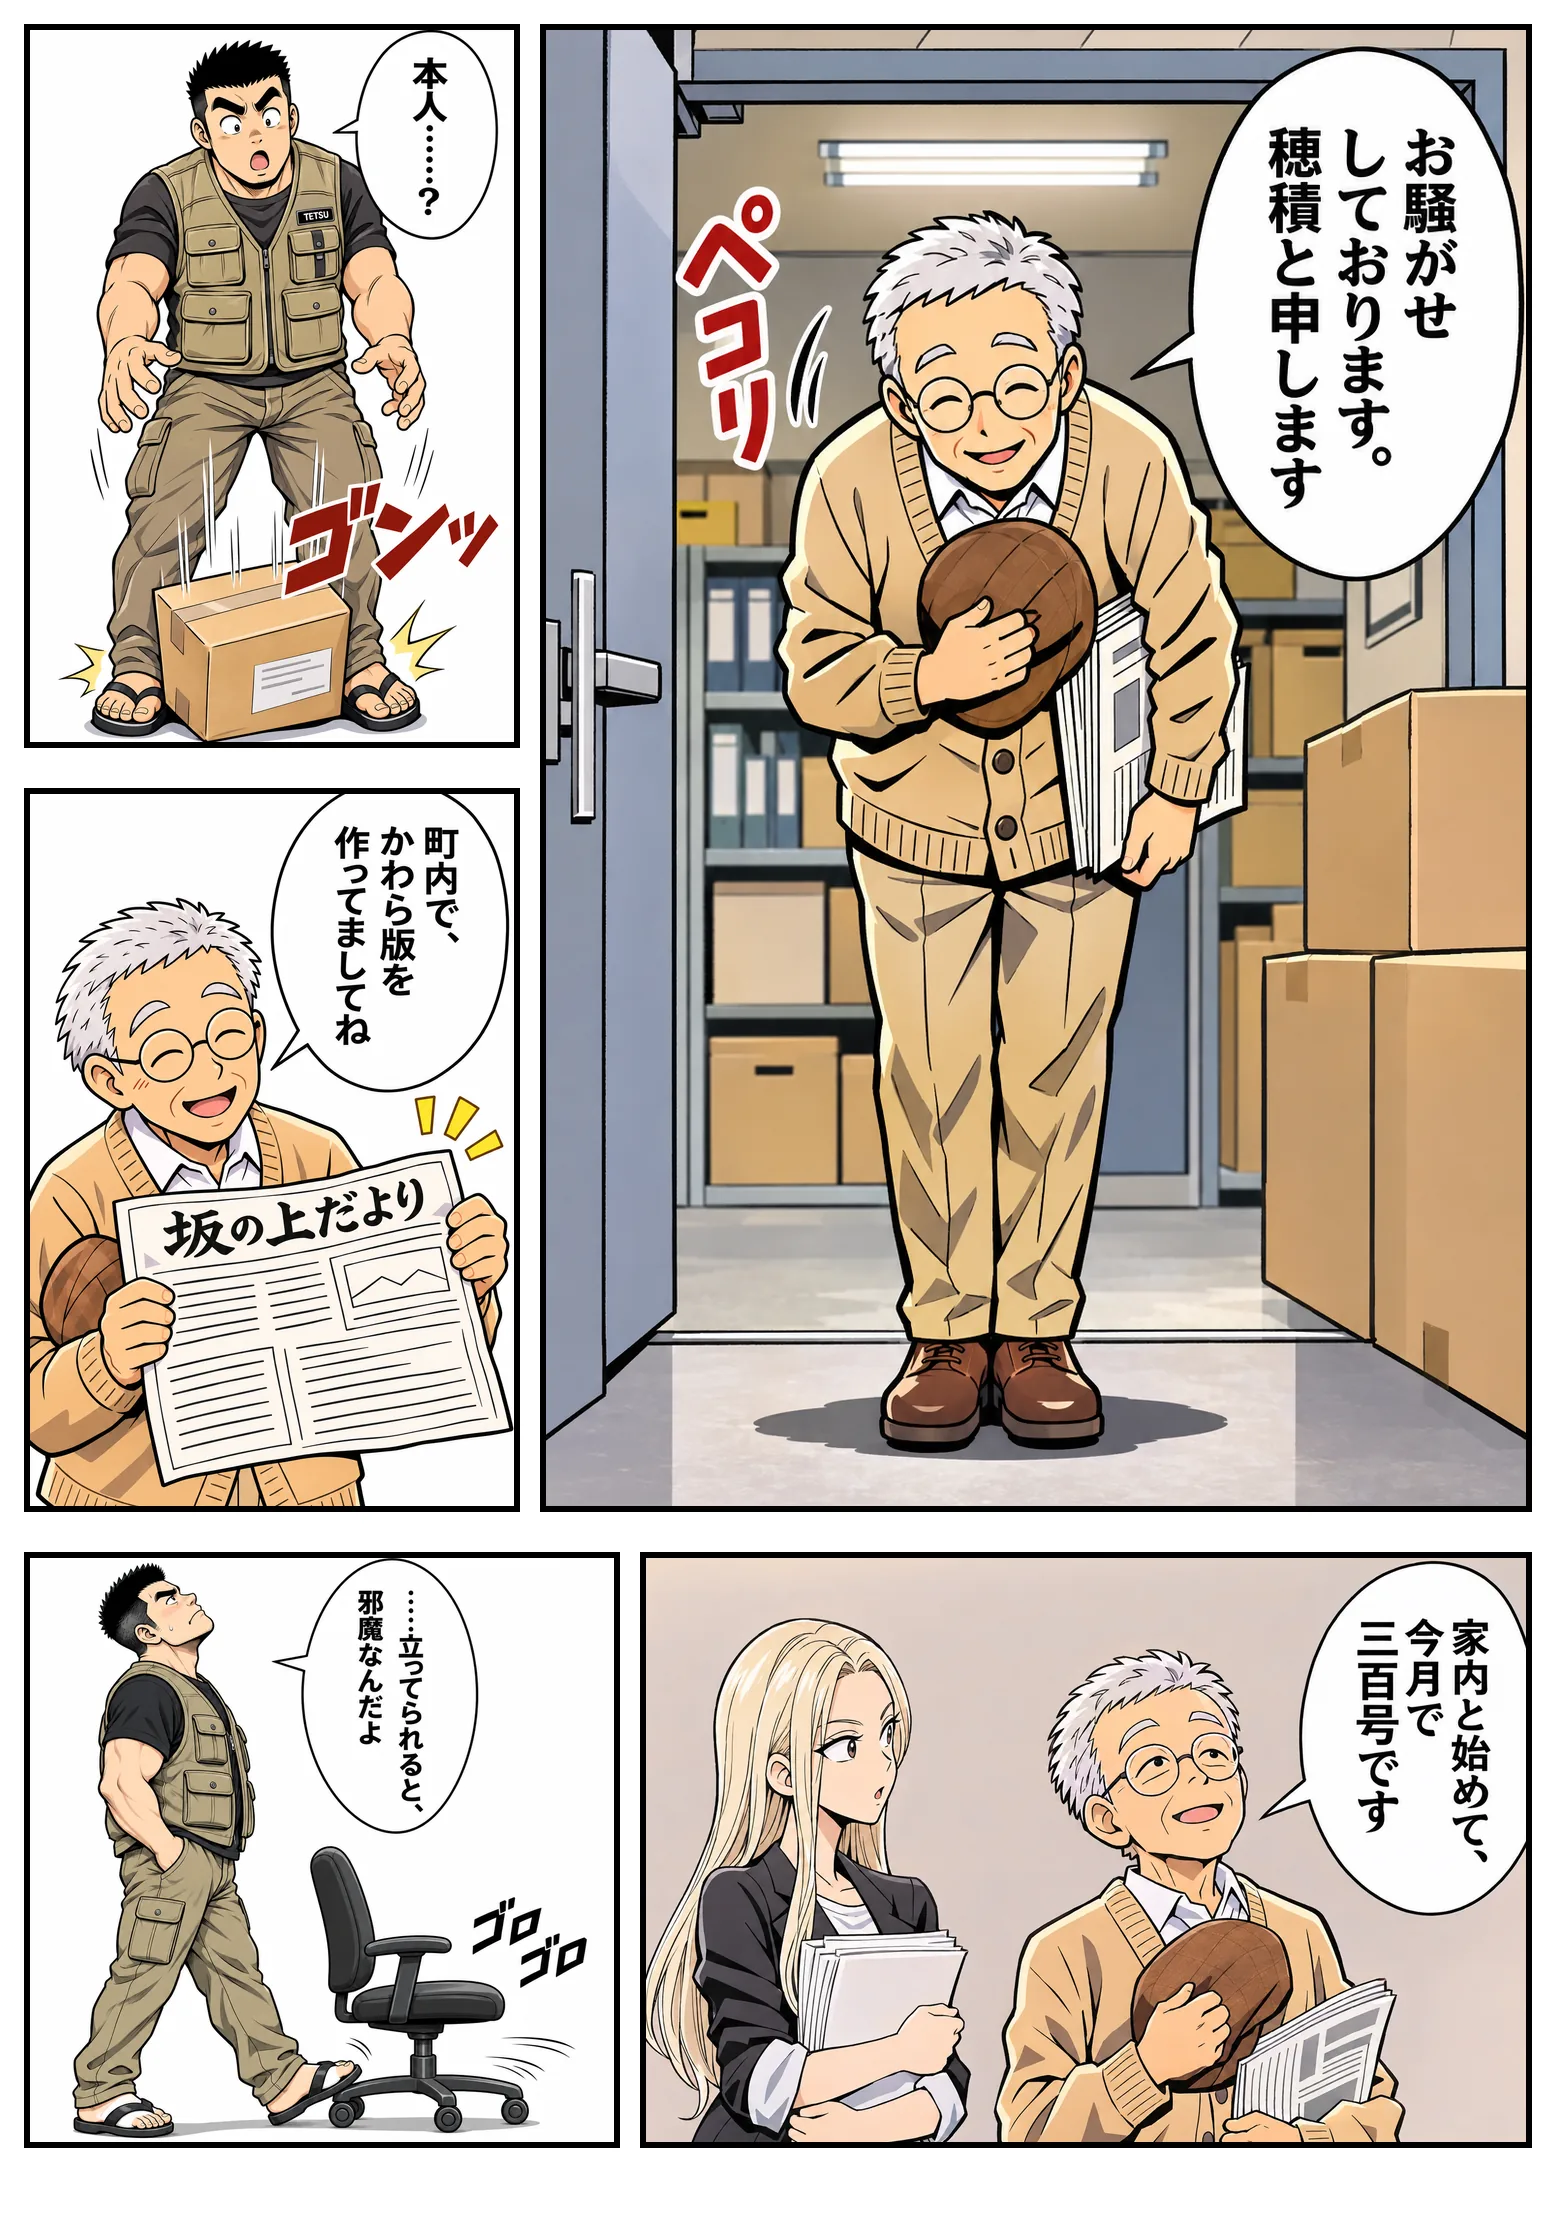 お騒がせ
しております。
穂積と申します
ペコリ
本人……？
TETSU
ゴンッ
町内で、
かわら版を
作ってましてね
坂の上だより
家内と始めて、
今月で
三百号です
……立ってられると、
邪魔なんだよ
ゴロ
ゴロ